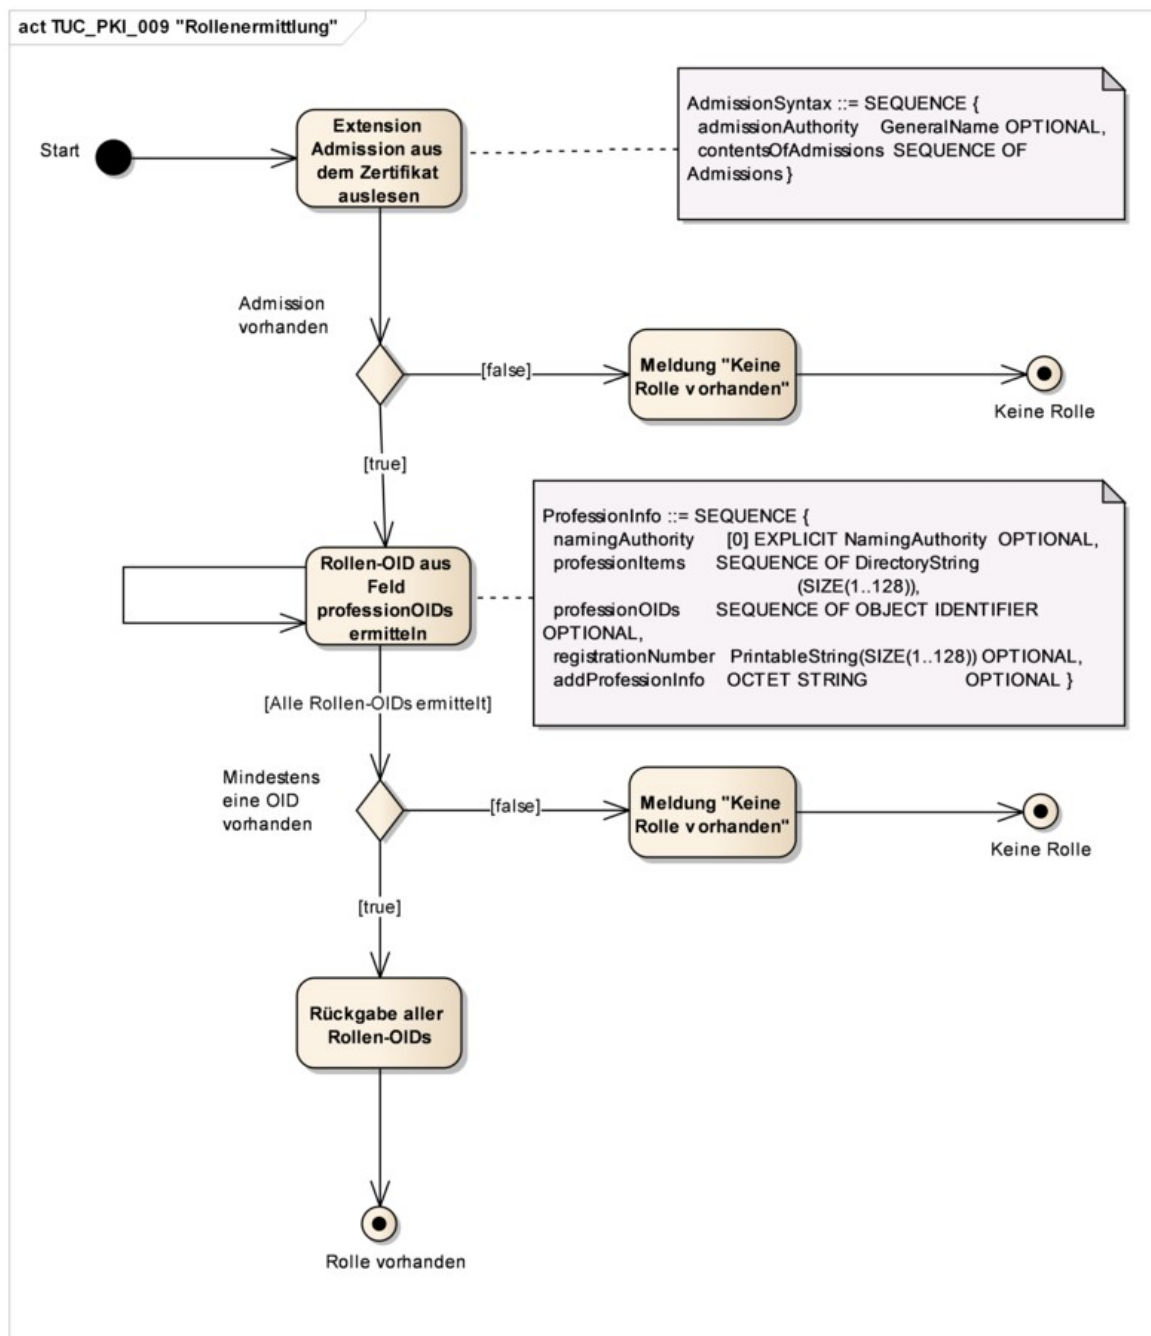 act TUC_PKI_009 "Rollenermittlung"
Start
Extension
Admission aus
dem Zertifikat
auslesen
AdmissionSyntax ::= SEQUENCE {
admissionAuthority GeneralName OPTIONAL,
contentsOfAdmissions SEQUENCE OF
Admissions }
Admission
vorhanden
[false]
Meldung "Keine
Rolle vorhanden"
Keine Rolle
[true]
Rollen-OID aus
Feld
professionOIDs
ermitteln
ProfessionInfo ::= SEQUENCE {
namingAuthority [0] EXPLICIT NamingAuthority OPTIONAL,
professionItems SEQUENCE OF DirectoryString
(SIZE(1..128)),
professionOIDs SEQUENCE OF OBJECT IDENTIFIER
OPTIONAL,
registrationNumber PrintableString(SIZE(1..128)) OPTIONAL,
addProfessionInfo OCTET STRING OPTIONAL }
[Alle Rollen-OIDs ermittelt]
Mindestens
eine OID
vorhanden
[false]
Meldung "Keine
Rolle vorhanden"
Keine Rolle
[true]
Rückgabe aller
Rollen-OIDs
Rolle vorhanden